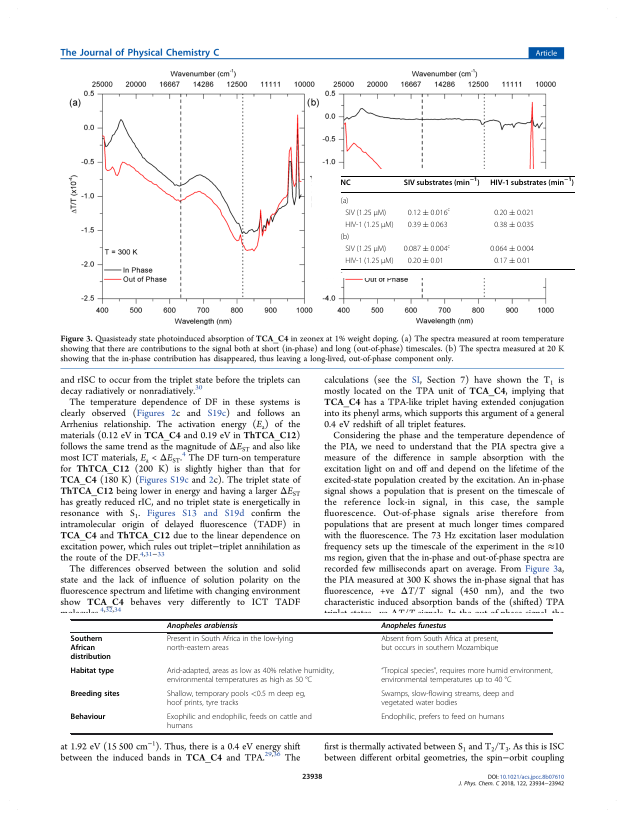 The Journal of Physical Chemistry C
Article
Wavenumber (cm⁻¹)
25000 20000 16667 14286 12500 11111 10000
(a)
0.5
0.0
-0.5
-1.0
-1.5
-2.0
-2.5
ΔT/T (x10⁻⁴)
T = 300 K
In Phase
Out of Phase
400 500 600 700 800 900 1000
Wavelength (nm)
Wavenumber (cm⁻¹)
25000 20000 16667 14286 12500 11111 10000
(b)
0.5
0.0
-0.5
-1.0
NC SIV substrates (min⁻¹) HIV-1 substrates (min⁻¹)
(a)
SIV (1.25 μM) 0.12 ± 0.016ᶜ 0.20 ± 0.021
HIV-1 (1.25 μM) 0.39 ± 0.063 0.38 ± 0.035
(b)
SIV (1.25 μM) 0.087 ± 0.004ᶜ 0.064 ± 0.004
HIV-1 (1.25 μM) 0.20 ± 0.01 0.17 ± 0.01
Out of Phase
-4.0
400 500 600 700 800 900 1000
Wavelength (nm)
Figure 3. Quasisteady state photoinduced absorption of TCA_C4 in zeonex at 1% weight doping. (a) The spectra measured at room temperature
showing that there are contributions to the signal both at short (in-phase) and long (out-of-phase) timescales. (b) The spectra measured at 20 K
showing that the in-phase contribution has disappeared, thus leaving a long-lived, out-of-phase component only.
and rISC to occur from the triplet state before the triplets can
decay radiatively or nonradiatively.³⁰
The temperature dependence of DF in these systems is
clearly observed (Figures 2c and S19c) and follows an
Arrhenius relationship. The activation energy (Eₐ) of the
materials (0.12 eV in TCA_C4 and 0.19 eV in ThTCA_C12)
follows the same trend as the magnitude of ΔE_ST and also like
most ICT materials, Eₐ < ΔE_ST.⁴ The DF turn-on temperature
for ThTCA_C12 (200 K) is slightly higher than that for
TCA_C4 (180 K) (Figures S19c and 2c). The triplet state of
ThTCA_C12 being lower in energy and having a larger ΔE_ST
has greatly reduced rIC, and no triplet state is energetically in
resonance with S₁. Figures S13 and S19d confirm the
intramolecular origin of delayed fluorescence (TADF) in
TCA_C4 and ThTCA_C12 due to the linear dependence on
excitation power, which rules out triplet−triplet annihilation as
the route of the DF.⁴,³¹⁻³³
The differences observed between the solution and solid
state and the lack of influence of solution polarity on the
fluorescence spectrum and lifetime with changing environment
show TCA_C4 behaves very differently to ICT TADF
molecules.⁴,³²,³⁴
calculations (see the SI, Section 7) have shown the T₁ is
mostly located on the TPA unit of TCA_C4, implying that
TCA_C4 has a TPA-like triplet having extended conjugation
into its phenyl arms, which supports this argument of a general
0.4 eV redshift of all triplet features.
Considering the phase and the temperature dependence of
the PIA, we need to understand that the PIA spectra give a
measure of the difference in sample absorption with the
excitation light on and off and depend on the lifetime of the
excited-state population created by the excitation. An in-phase
signal shows a population that is present on the timescale of
the reference lock-in signal, in this case, the sample
fluorescence. Out-of-phase signals arise therefore from
populations that are present at much longer times compared
with the fluorescence. The 73 Hz excitation laser modulation
frequency sets up the timescale of the experiment in the ≈10
ms region, given that the in-phase and out-of-phase spectra are
recorded few milliseconds apart on average. From Figure 3a,
the PIA measured at 300 K shows the in-phase signal that has
fluorescence, +ve ΔT/T signal (450 nm), and the two
characteristic induced absorption bands of the (shifted) TPA
Anopheles arabiensis Anopheles funestus
Southern Present in South Africa in the low-lying Absent from South Africa at present,
African north-eastern areas but occurs in southern Mozambique
distribution
Habitat type Arid-adapted, areas as low as 40% relative humidity, "Tropical species", requires more humid environment,
environmental temperatures as high as 50 °C environmental temperatures up to 40 °C
Breeding sites Shallow, temporary pools <0.5 m deep eg, Swamps, slow-flowing streams, deep and
hoof prints, tyre tracks vegetated water bodies
Behaviour Exophilic and endophilic, feeds on cattle and Endophilic, prefers to feed on humans
humans
at 1.92 eV (15 500 cm⁻¹). Thus, there is a 0.4 eV energy shift
between the induced bands in TCA_C4 and TPA.²⁹,³⁶ The
first is thermally activated between S₁ and T₂/T₃. As this is ISC
between different orbital geometries, the spin−orbit coupling
23938
DOI: 10.1021/acs.jpcc.8b07610
J. Phys. Chem. C 2018, 122, 23934−23942